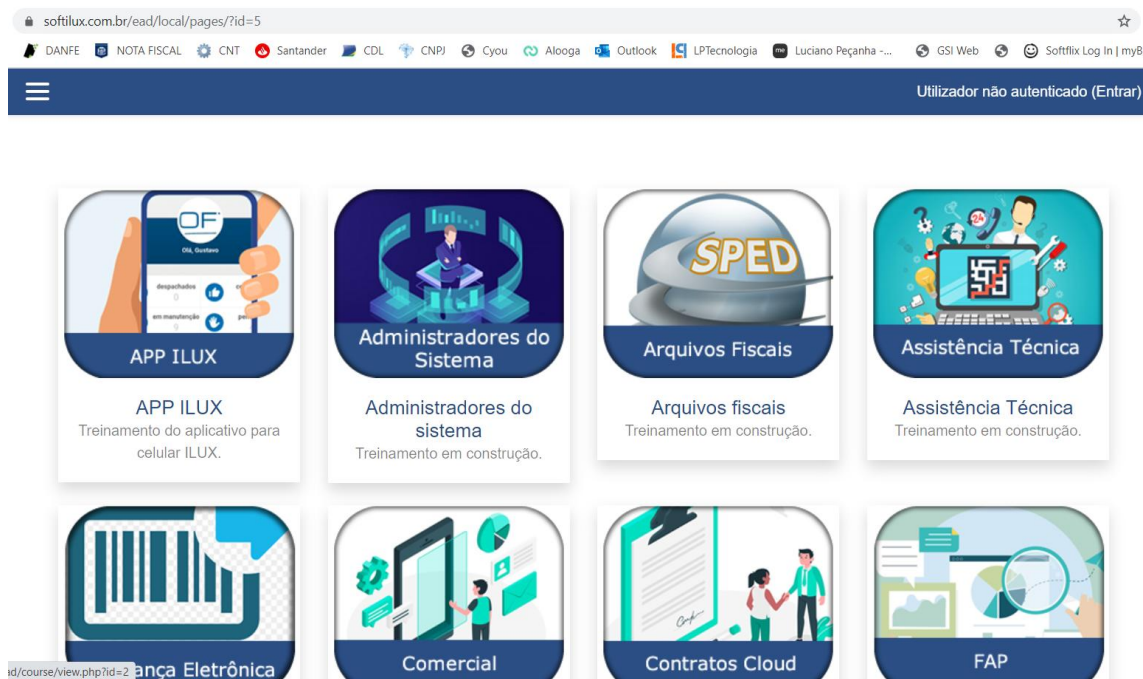 softilux.com.br/ead/local/pages/?id=5
DANFE NOTA FISCAL CNT Santander CDL CNPJ Cyou Alooga Outlook LPTecnologia Luciano Peçanha -... GSI Web Softflix Log In | myB
Utilizador não autenticado (Entrar)
OF
Olá, Gustavo
despachados
0
em manutenção
9
APP ILUX
Administradores do
Sistema
SPED
Arquivos Fiscais
24
Assistência Técnica
APP ILUX
Treinamento do aplicativo para
celular ILUX.
Administradores do
sistema
Treinamento em construção.
Arquivos fiscais
Treinamento em construção.
Assistência Técnica
Treinamento em construção.
ança Eletrônica
Comercial
Contratos Cloud
FAP
ad/course/view.php?id=2